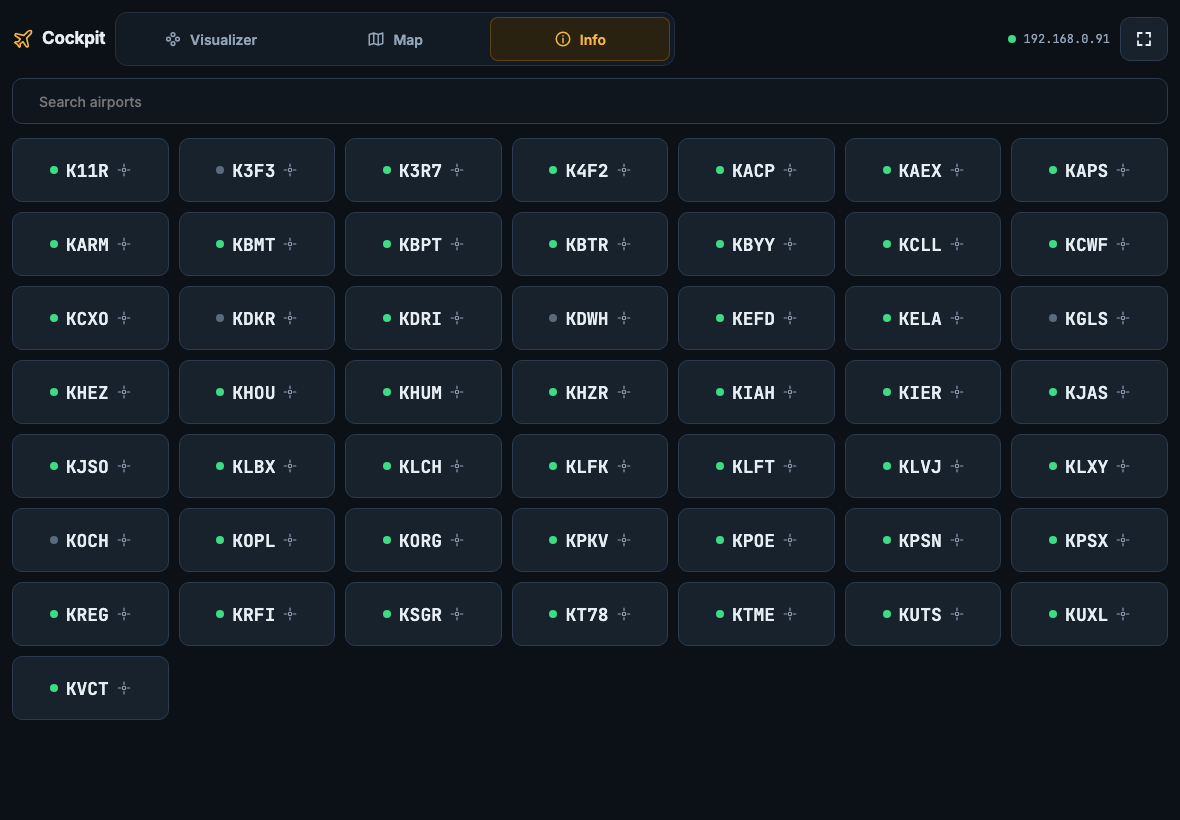 Cockpit Visualizer Map Info 192.168.0.91
Search airports
K11R K3F3 K3R7 K4F2 KACP KAEX KAPS
KARM KBMT KBPT KBTR KBYY KCLL KCWF
KCXO KDKR KDRI KDWH KEFD KELA KGLS
KHEZ KHOU KHUM KHZR KIAH KIER KJAS
KJSO KLBX KLCH KLFK KLFT KLVJ KLXY
KOCH KOPL KORG KPKV KPOE KPSN KPSX
KREG KRFI KSGR KT78 KTME KUTS KUXL
KVCT